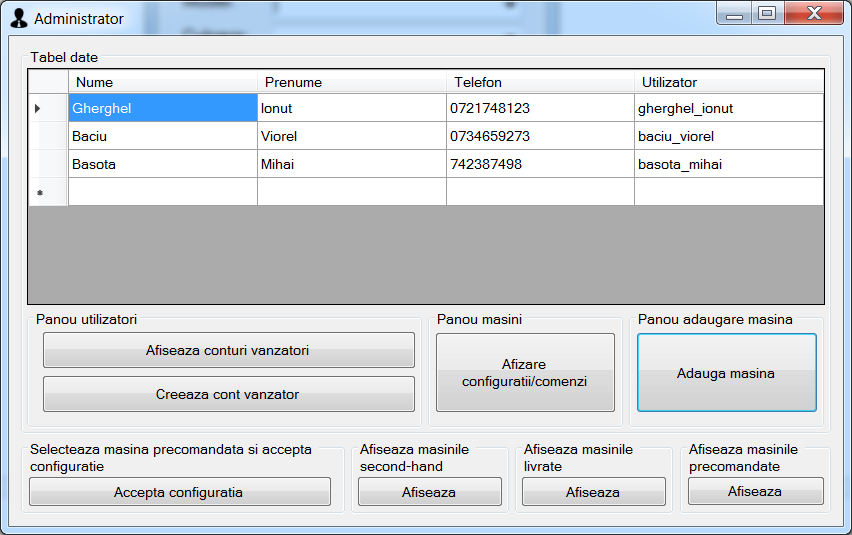 Administrator
Tabel date
Nume Prenume Telefon Utilizator
Gherghel Ionut 0721748123 gherghel_ionut
Baciu Viorel 0734659273 baciu_viorel
Basota Mihai 742387498 basota_mihai
Panou utilizatori
Afiseaza conturi vanzatori
Creeaza cont vanzator
Panou masini
Afizare
configuratii/comenzi
Panou adaugare masina
Adauga masina
Selecteaza masina precomandata si accepta
configuratie
Accepta configuratia
Afiseaza masinile
second-hand
Afiseaza
Afiseaza masinile
livrate
Afiseaza
Afiseaza masinile
precomandate
Afiseaza